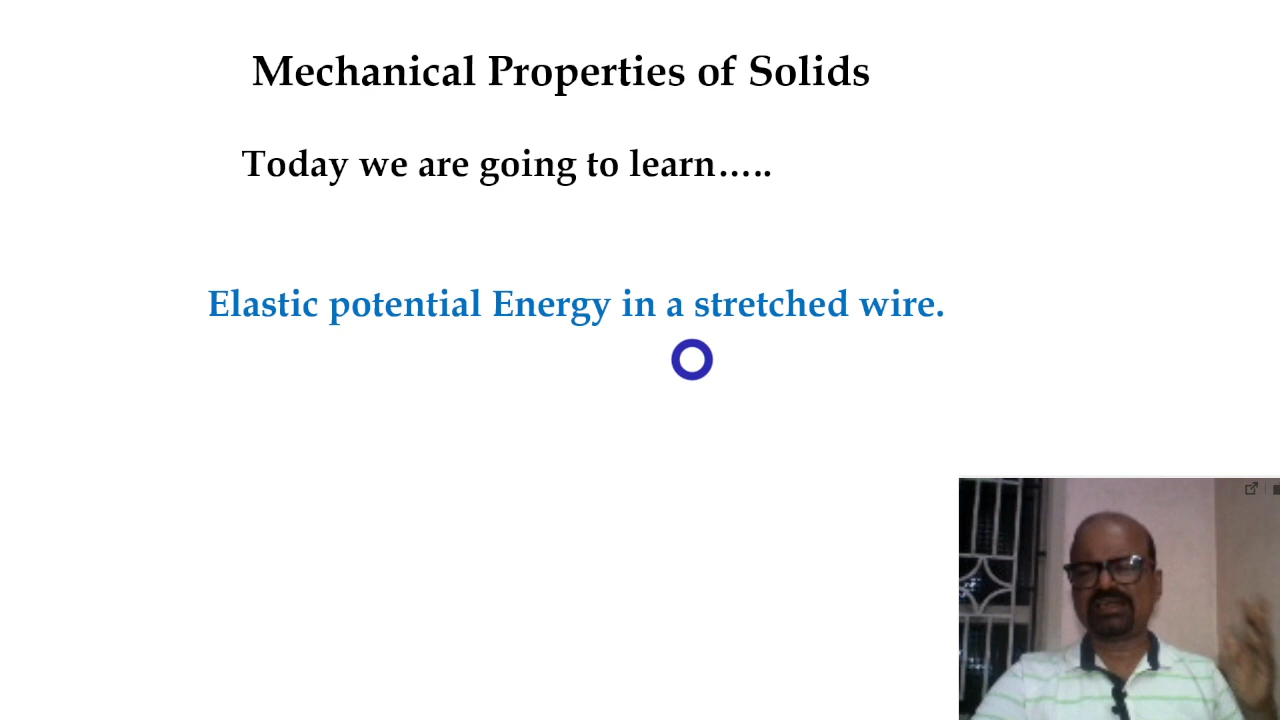 Mechanical Properties of Solids
Today we are going to learn…..
Elastic potential Energy in a stretched wire.